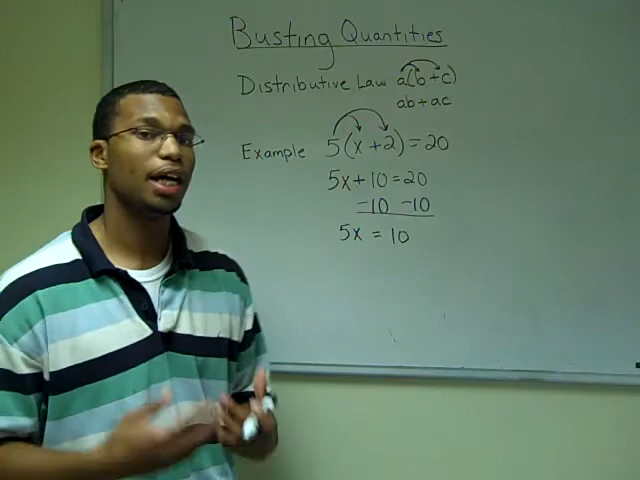 Busting Quantities
Distributive Law a(b+c)
ab+ac
Example 5(x+2)=20
5x+10=20
-10 -10
5x = 10